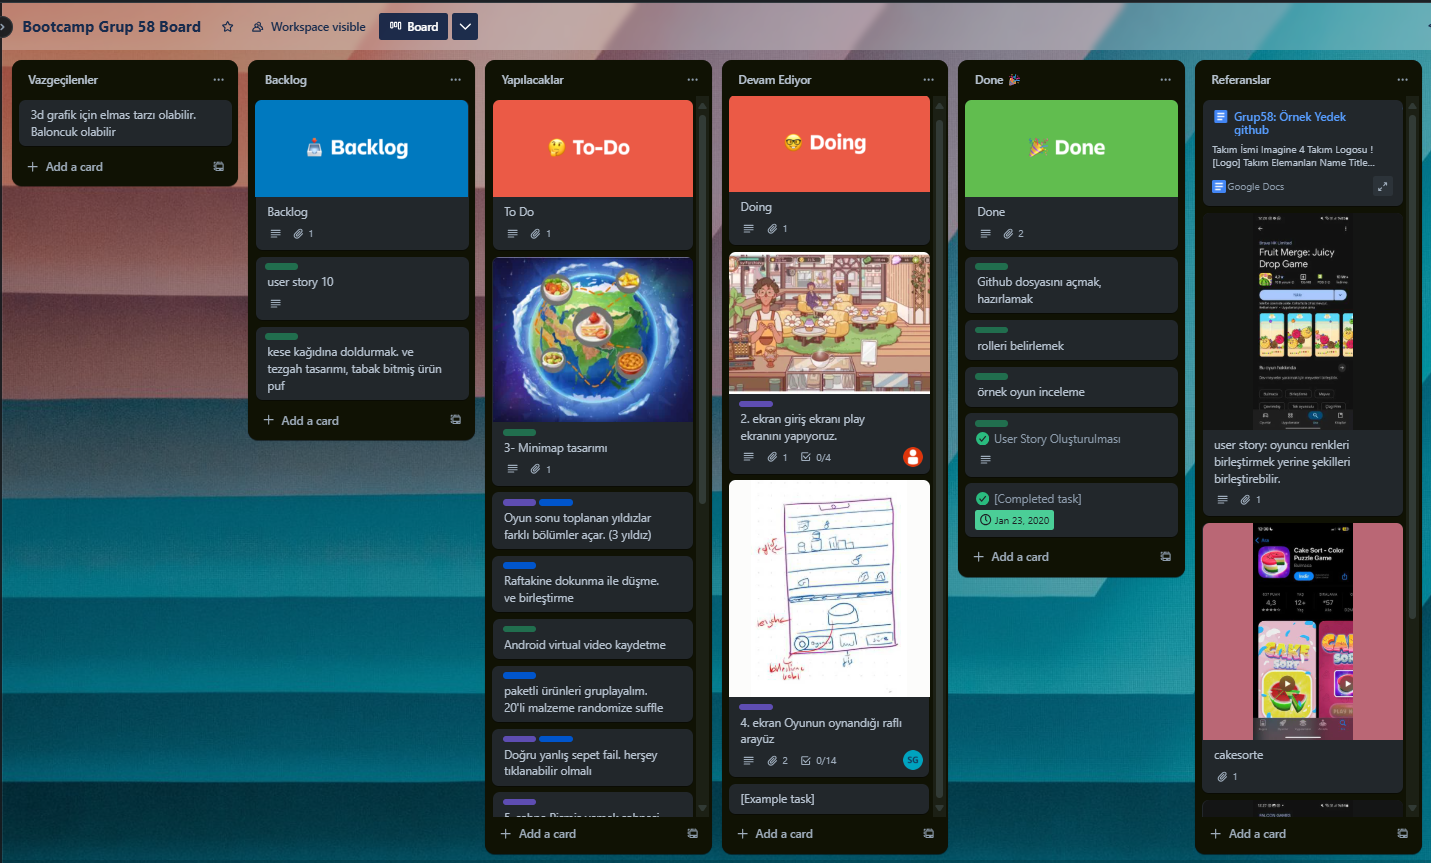 Bootcamp Grup 58 Board
Workspace visible
Board
Vazgeçilenler
3d grafik için elmas tarzı olabilir.
Baloncuk olabilir
Add a card
Backlog
Backlog
Backlog
1
user story 10
kese kağıdına doldurmak. ve
tezgah tasarımı, tabak bitmiş ürün
puf
Add a card
Yapılacaklar
To-Do
To Do
1
3- Minimap tasarımı
1
Oyun sonu toplanan yıldızlar
farklı bölümler açar. (3 yıldız)
Raftakine dokunma ile düşme.
ve birleştirme
Android virtual video kaydetme
paketli ürünleri gruplayalım.
20'li malzeme randomize suffle
Doğru yanlış sepet fail. herşey
tıklanabilir olmalı
Add a card
Devam Ediyor
Doing
Doing
1
2. ekran giriş ekranı play
ekranını yapıyoruz.
1
0/4
4. ekran Oyunun oynandığı raflı
arayüz
2
0/14
SG
[Example task]
Add a card
Done
Done
Done
2
Github dosyasını açmak,
hazırlamak
rolleri belirlemek
örnek oyun inceleme
User Story Oluşturulması
[Completed task]
Jan 23, 2020
Add a card
Referanslar
Grup58: Örnek Yedek
github
Takım İsmi Imagine 4 Takım Logosu !
[Logo] Takım Elemanları Name Title...
Google Docs
Fruit Merge: Juicy
Drop Game
user story: oyuncu renkleri
birleştirmek yerine şekilleri
birleştirebilir.
1
Cake Sort - Color
Puzzle Game
4,3
12+
CAKE
SORT
cakesorte
1
Add a card